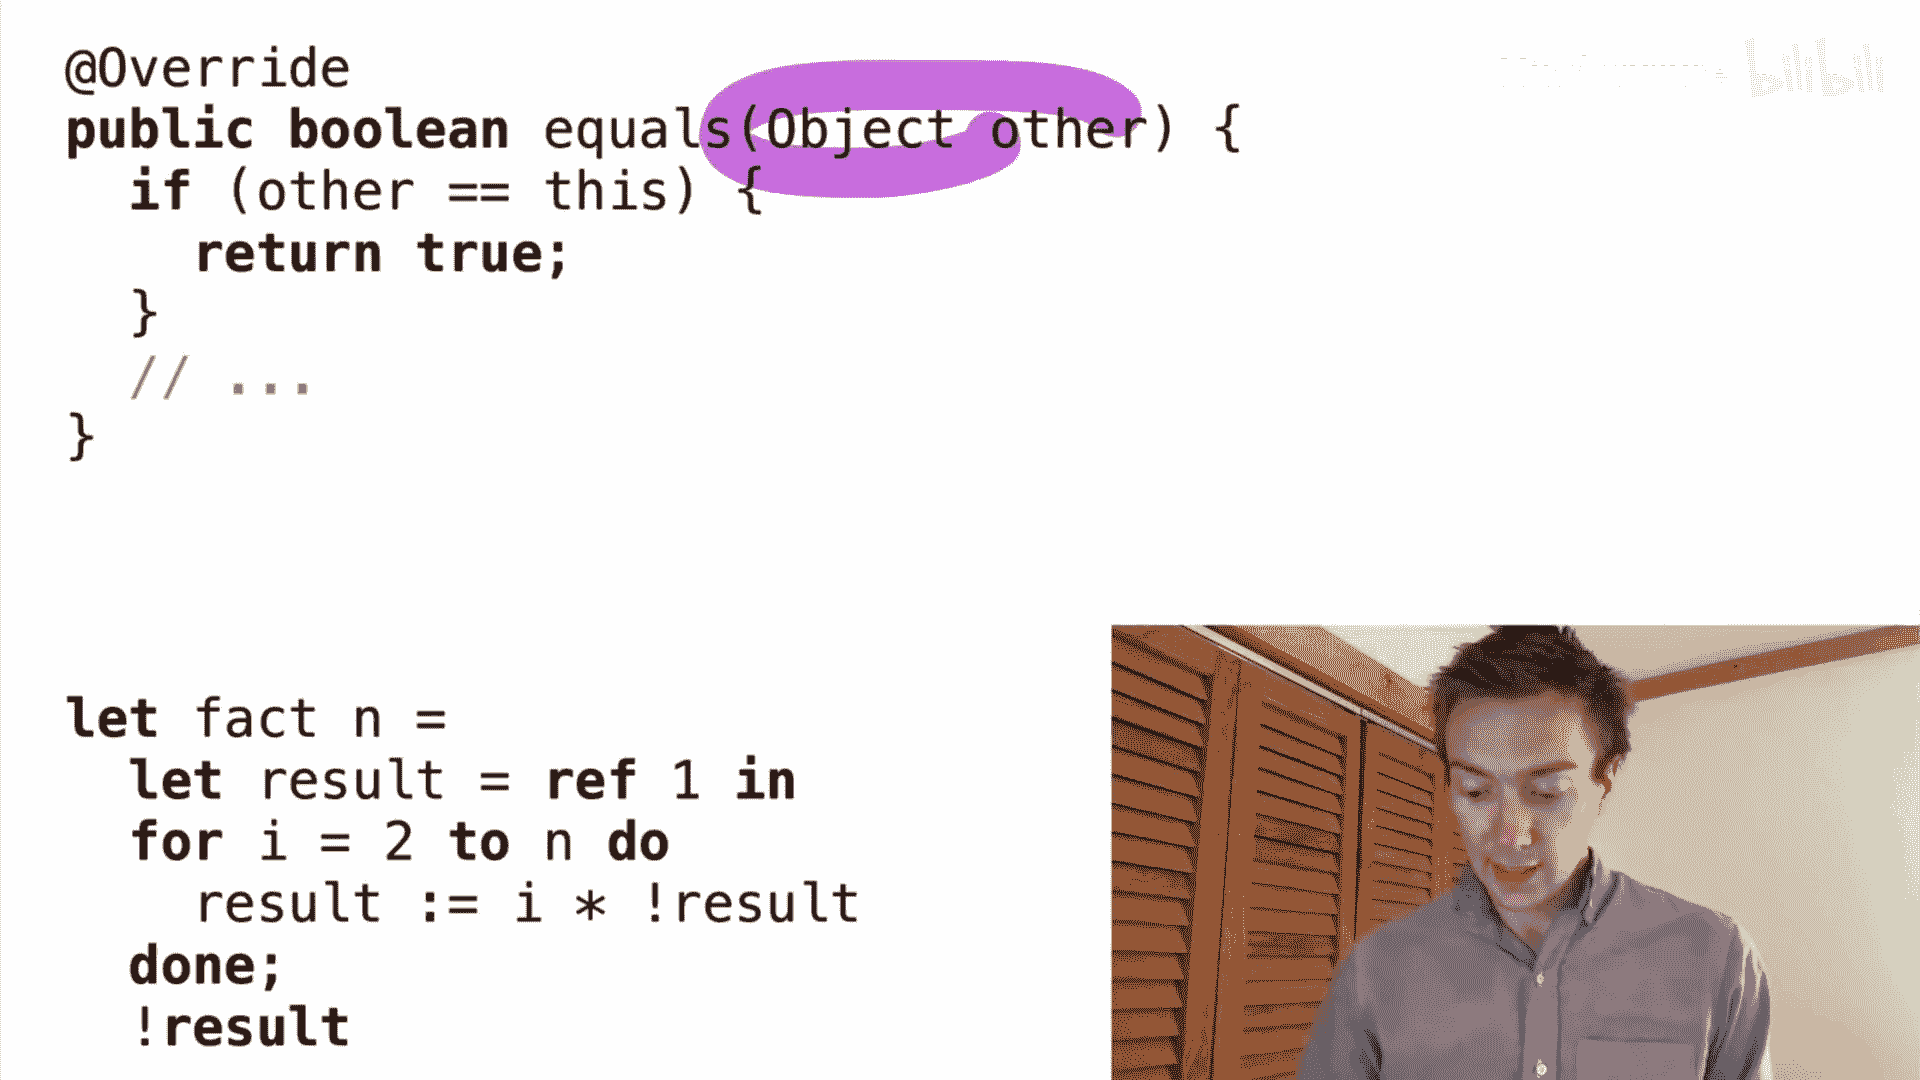 @Override
public boolean equals(Object other) {
  if (other == this) {
    return true;
  }
  // ...
}
bilibili
let fact n =
  let result = ref 1 in
  for i = 2 to n do
    result := i * !result
  done;
  !result